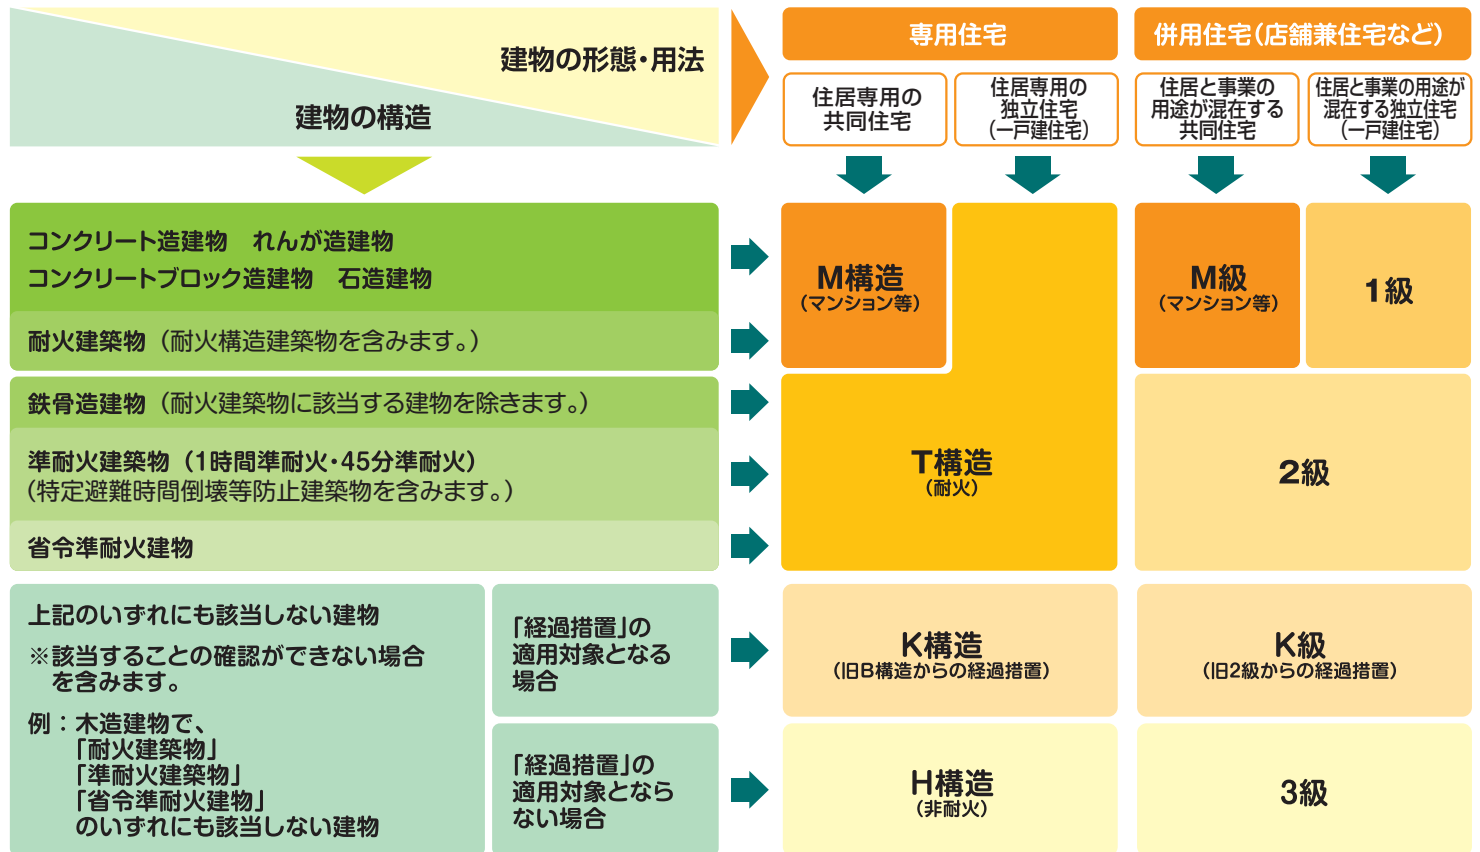 建物の形態・用法
建物の構造
専用住宅
併用住宅(店舗兼住宅など)
住居専用の
共同住宅
住居専用の
独立住宅
(一戸建住宅)
住居と事業の
用途が混在する
共同住宅
住居と事業の用途が
混在する独立住宅
(一戸建住宅)
コンクリート造建物　れんが造建物
コンクリートブロック造建物　石造建物
耐火建築物(耐火構造建築物を含みます。)
鉄骨造建物(耐火建築物に該当する建物を除きます。)
準耐火建築物(1時間準耐火・45分準耐火)
(特定避難時間倒壊等防止建築物を含みます。)
省令準耐火建物
M構造
(マンション等)
M級
(マンション等)
1級
T構造
(耐火)
2級
上記のいずれにも該当しない建物
※該当することの確認ができない場合
を含みます。
例：木造建物で、
「耐火建築物」
「準耐火建築物」
「省令準耐火建物」
のいずれにも該当しない建物
「経過措置」の
適用対象となる
場合
K構造
(旧B構造からの経過措置)
K級
(旧2級からの経過措置)
「経過措置」の
適用対象となら
ない場合
H構造
(非耐火)
3級